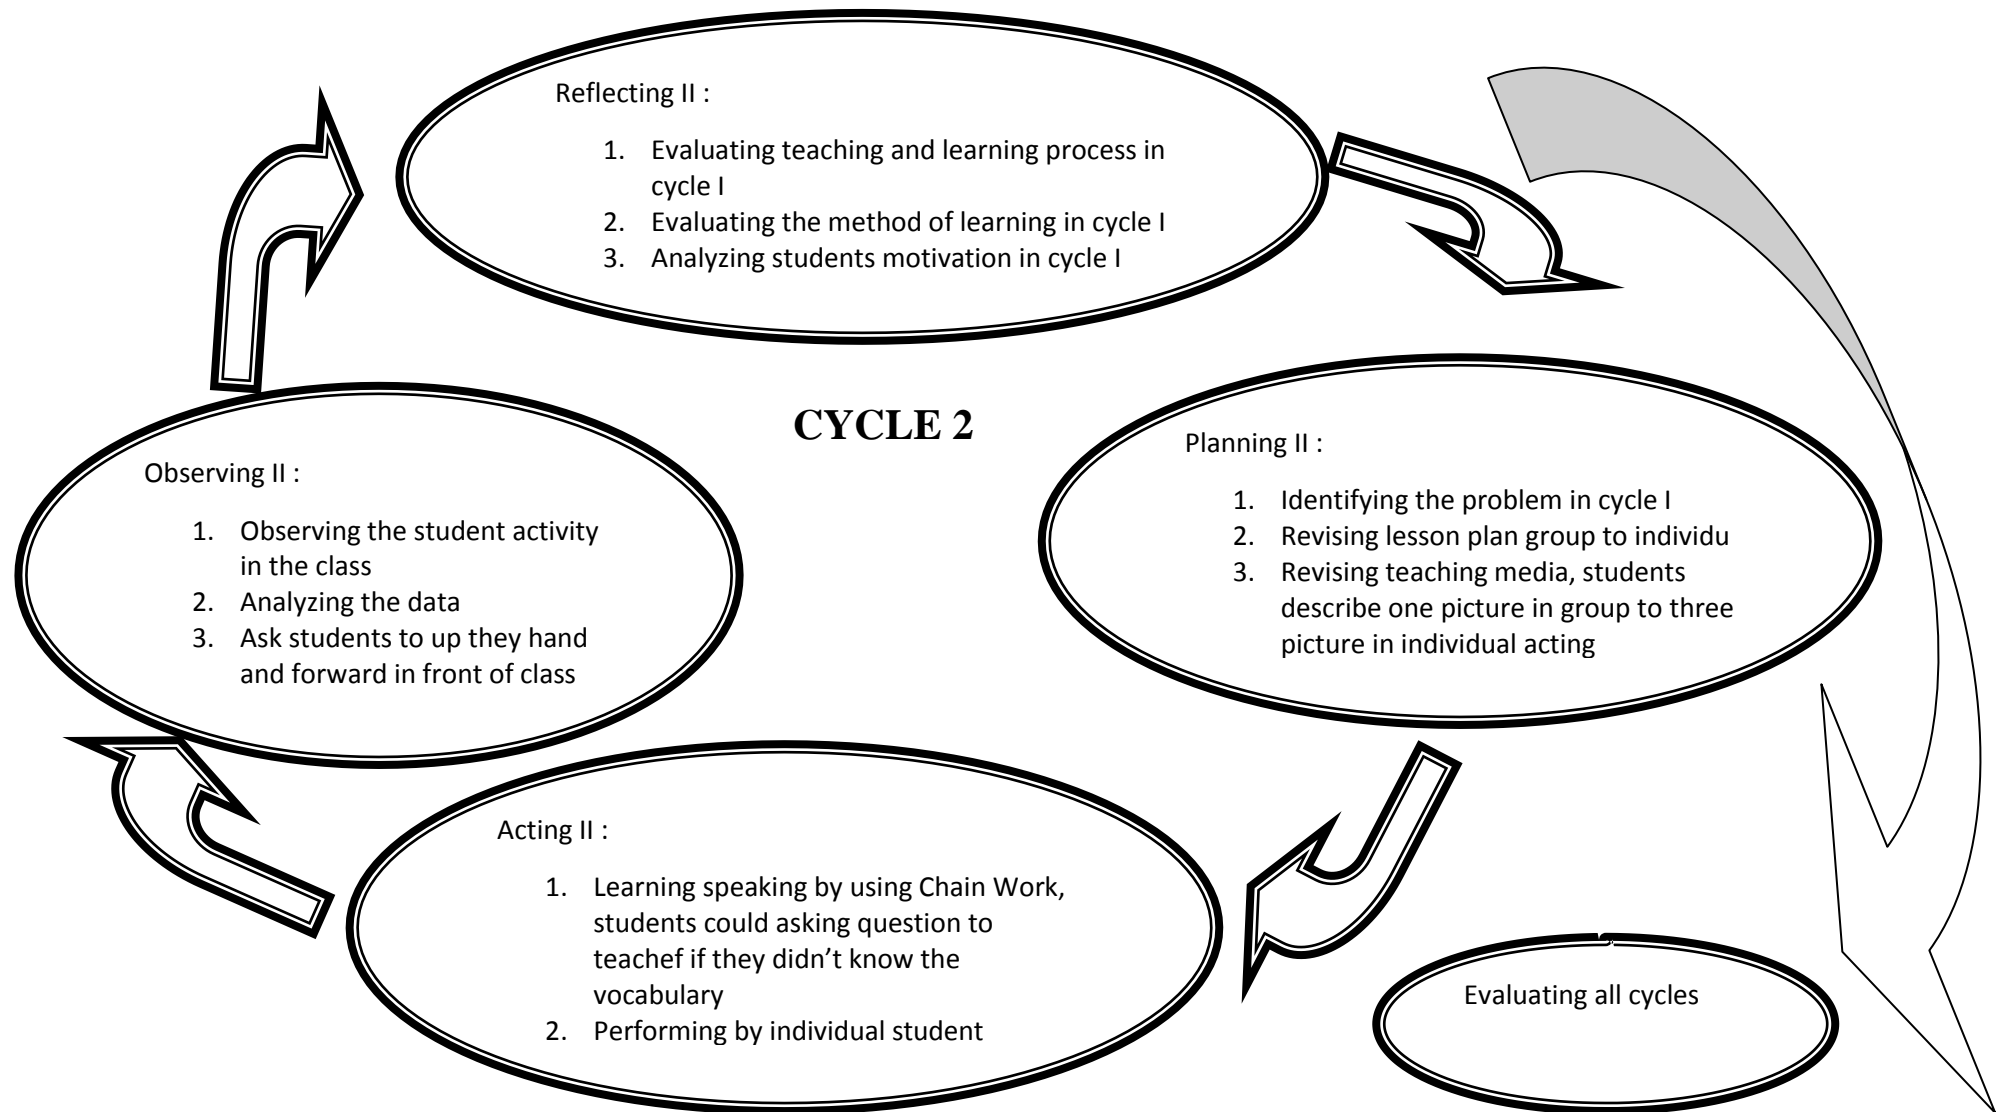 Reflecting II :
1. Evaluating teaching and learning process in
cycle I
2. Evaluating the method of learning in cycle I
3. Analyzing students motivation in cycle I
CYCLE 2
Planning II :
1. Identifying the problem in cycle I
2. Revising lesson plan group to individu
3. Revising teaching media, students
describe one picture in group to three
picture in individual acting
Observing II :
1. Observing the student activity
in the class
2. Analyzing the data
3. Ask students to up they hand
and forward in front of class
Acting II :
1. Learning speaking by using Chain Work,
students could asking question to
teachef if they didn’t know the
vocabulary
2. Performing by individual student
Evaluating all cycles